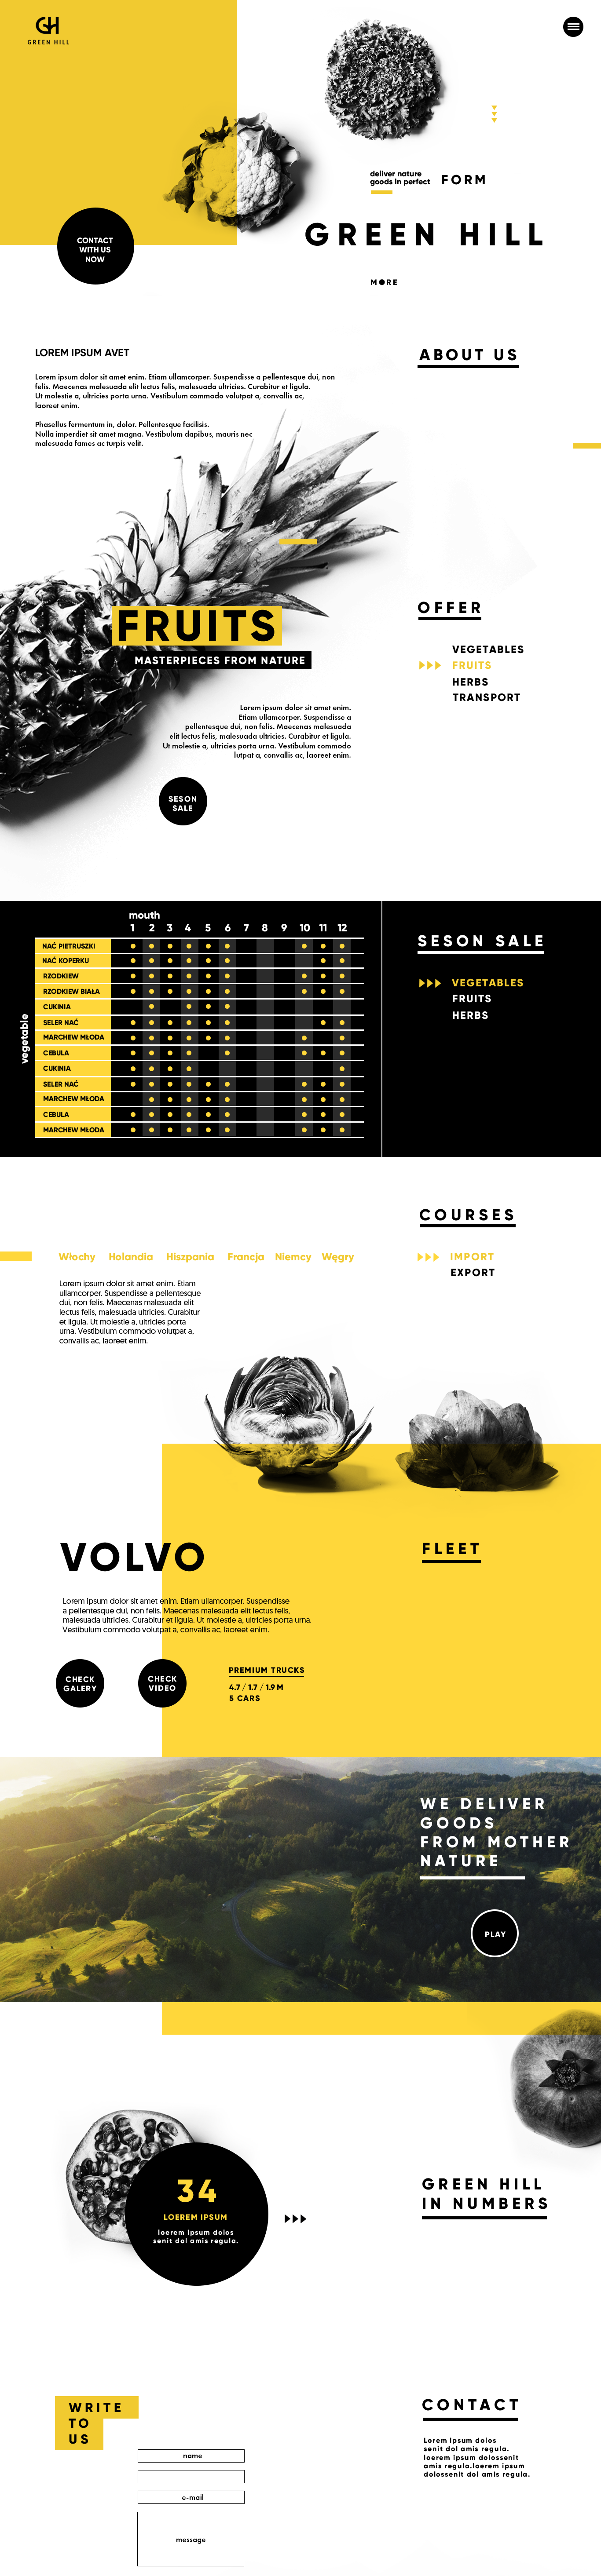 GH
GREEN HILL
deliver nature
goods in perfect FORM
GREEN HILL
CONTACT
WITH US
NOW
MORE
LOREM IPSUM AVET
Lorem ipsum dolor sit amet enim. Etiam ullamcorper. Suspendisse a pellentesque dui, non
felis. Maecenas malesuada elit lectus felis, malesuada ultricies. Curabitur et ligula.
Ut molestie a, ultricies porta urna. Vestibulum commodo volutpat a, convallis ac,
laoreet enim.
Phasellus fermentum in, dolor. Pellentesque facilisis.
Nulla imperdiet sit amet magna. Vestibulum dapibus, mauris nec
malesuada fames ac turpis velit.
ABOUT US
FRUITS
MASTERPIECES FROM NATURE
Lorem ipsum dolor sit amet enim.
Etiam ullamcorper. Suspendisse a
pellentesque dui, non felis. Maecenas malesuada
elit lectus felis, malesuada ultricies. Curabitur et ligula.
Ut molestie a, ultricies porta urna. Vestibulum commodo
lutpat a, convallis ac, laoreet enim.
SESON
SALE
OFFER
VEGETABLES
FRUITS
HERBS
TRANSPORT
mouth
1 2 3 4 5 6 7 8 9 10 11 12
vegetable
NAĆ PIETRUSZKI
NAĆ KOPERKU
RZODKIEW
RZODKIEW BIAŁA
CUKINIA
SELER NAĆ
MARCHEW MŁODA
CEBULA
CUKINIA
SELER NAĆ
MARCHEW MŁODA
CEBULA
MARCHEW MŁODA
SESON SALE
VEGETABLES
FRUITS
HERBS
COURSES
IMPORT
EXPORT
Włochy Holandia Hiszpania Francja Niemcy Węgry
Lorem ipsum dolor sit amet enim. Etiam
ullamcorper. Suspendisse a pellentesque
dui, non felis. Maecenas malesuada elit
lectus felis, malesuada ultricies. Curabitur
et ligula. Ut molestie a, ultricies porta
urna. Vestibulum commodo volutpat a,
convallis ac, laoreet enim.
VOLVO
Lorem ipsum dolor sit amet enim. Etiam ullamcorper. Suspendisse
a pellentesque dui, non felis. Maecenas malesuada elit lectus felis,
malesuada ultricies. Curabitur et ligula. Ut molestie a, ultricies porta urna.
Vestibulum commodo volutpat a, convallis ac, laoreet enim.
CHECK
GALERY
CHECK
VIDEO
PREMIUM TRUCKS
4.7 / 1.7 / 1.9 M
5 CARS
FLEET
WE DELIVER
GOODS
FROM MOTHER
NATURE
PLAY
34
LOEREM IPSUM
loerem ipsum dolos
senit dol amis regula.
GREEN HILL
IN NUMBERS
WRITE
TO
US
name
e-mail
message
CONTACT
Lorem ipsum dolos
senit dol amis regula.
loerem ipsum dolossenit
amis regula.loerem ipsum
dolossenit dol amis regula.